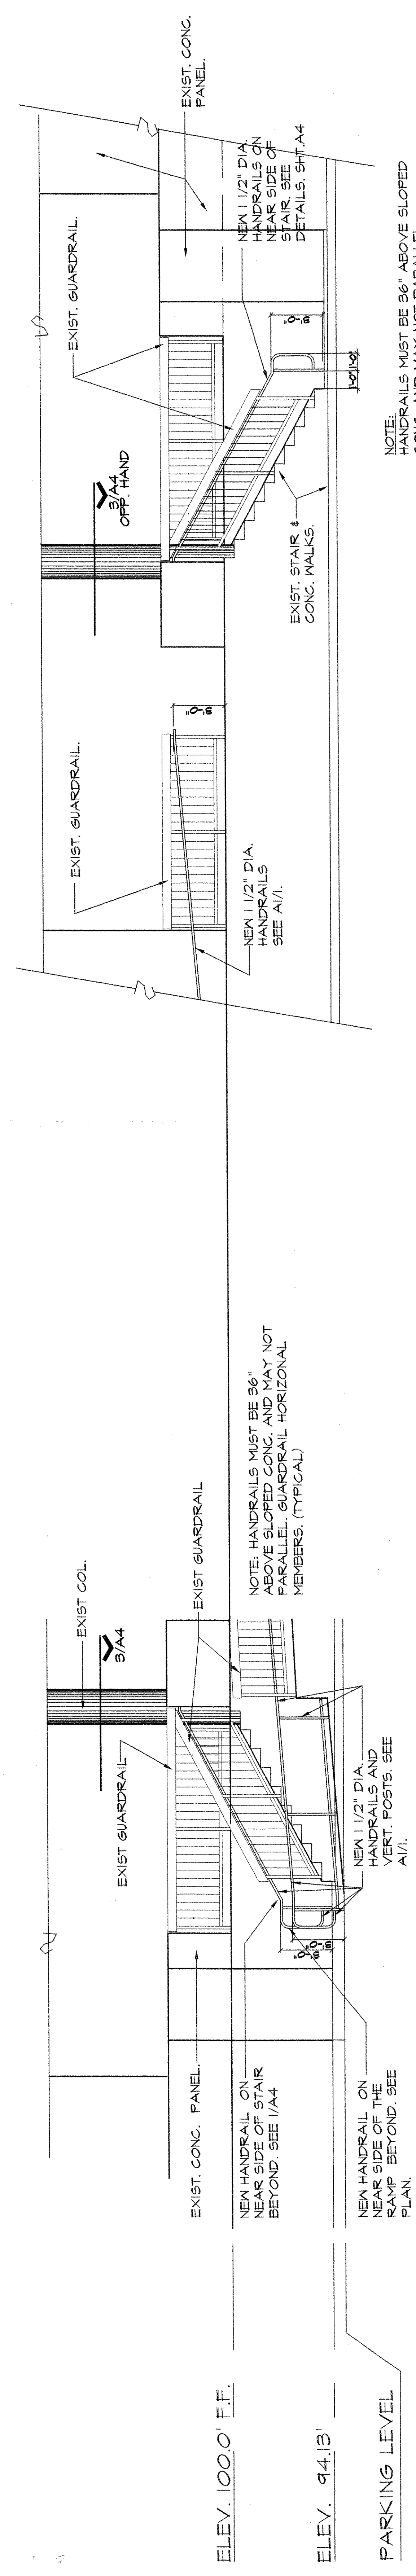 ELEV. 100.0' F.F.
ELEV. 94.13'
PARKING LEVEL
EXIST. CONC. PANEL.
NEW HANDRAIL ON
NEAR SIDE OF STAIR
BEYOND. SEE 1/A4
NEW HANDRAIL ON
NEAR SIDE OF THE
RAMP BEYOND. SEE
PLAN.
EXIST GUARDRAIL
EXIST COL.
3/A4
EXIST GUARDRAIL
3'-0"
3'-0"
NEW 1 1/2" DIA.
HANDRAILS AND
VERT. POSTS. SEE
A1/1.
NOTE: HANDRAILS MUST BE 36"
ABOVE SLOPED CONC. AND MAY NOT
PARALLEL GUARDRAIL HORIZONAL
MEMBERS. (TYPICAL)
EXIST. GUARDRAIL.
NEW 1 1/2" DIA.
HANDRAILS
SEE A1/1.
3'-0"
3/A4
OPP. HAND
EXIST. GUARDRAIL.
EXIST. STAIR &
CONC. WALKS.
3'-0"
1'-0"
1'-0"
NEW 1 1/2" DIA.
HANDRAILS ON
NEAR SIDE OF
STAIR. SEE
DETAILS. SHT.A4
EXIST. CONC.
PANEL.
NOTE:
HANDRAILS MUST BE 36" ABOVE SLOPED